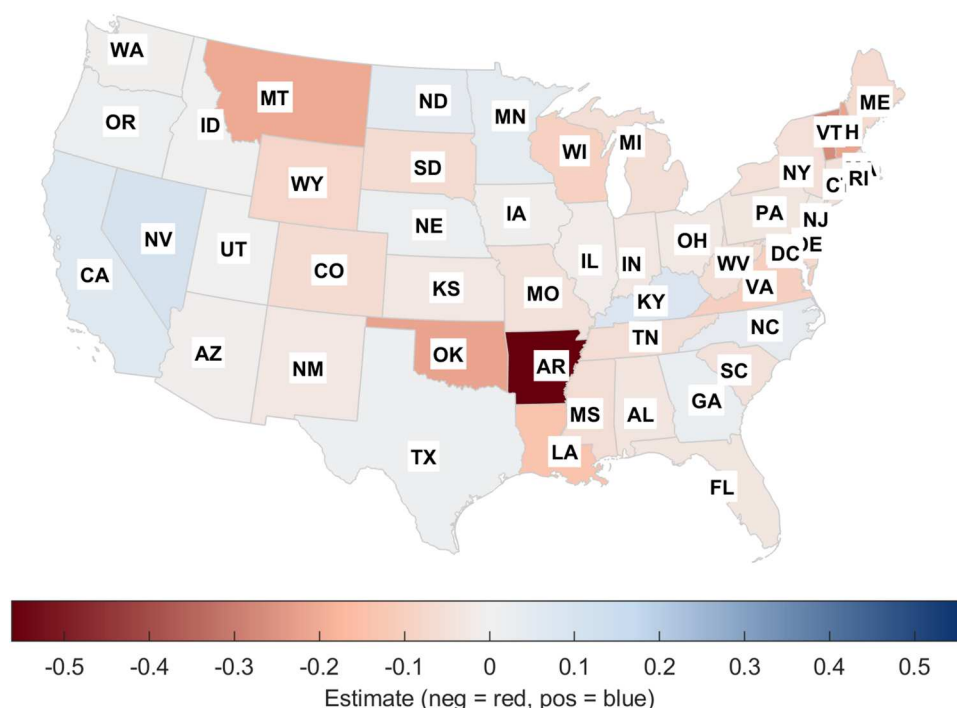 WA
MT
ND
MN
ME
OR
ID
VT H
WI
MI
SD
NY
WY
RI
PA
NE
IA
NJ
NV
UT
OH
DC
CO
IL
IN
WV
CA
KS
MO
VA
KY
NC
TN
AZ
OK
AR
NM
SC
GA
MS
AL
TX
LA
FL
-0.5 -0.4 -0.3 -0.2 -0.1 0 0.1 0.2 0.3 0.4 0.5
Estimate (neg = red, pos = blue)